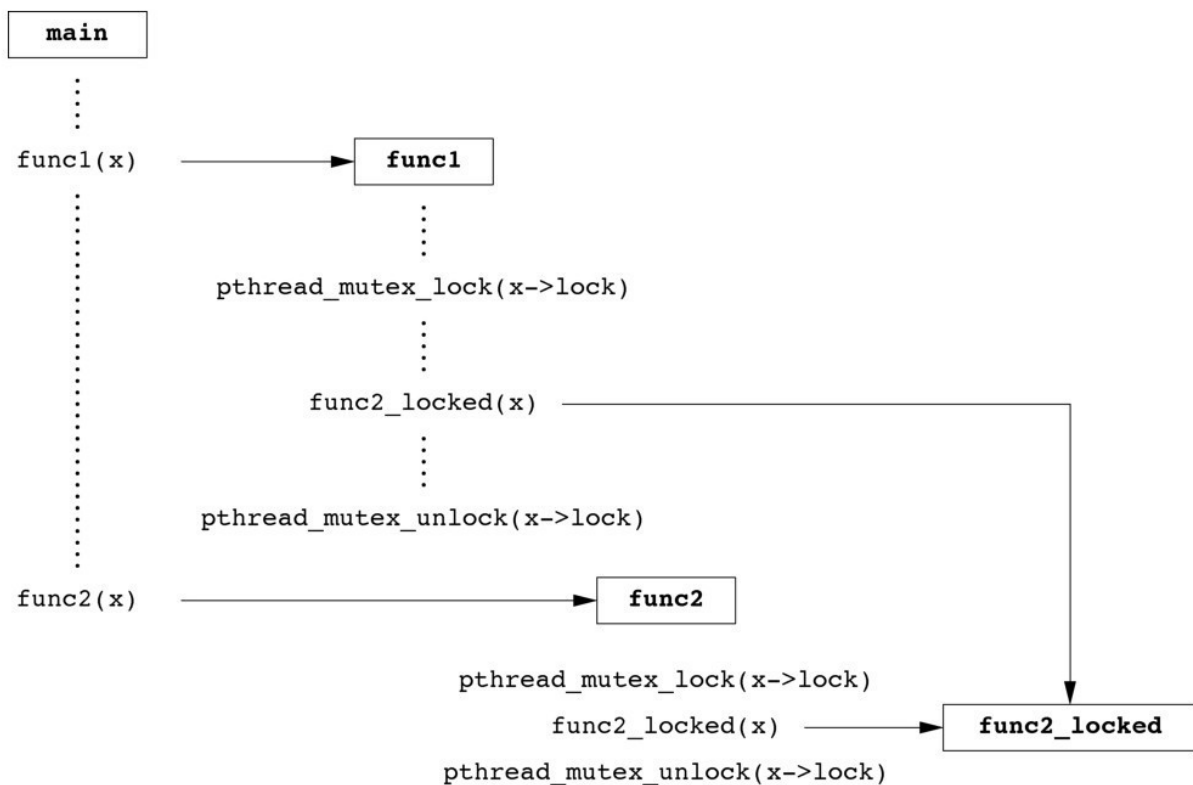 main
func1(x)
func1
pthread_mutex_lock(x->lock)
func2_locked(x)
pthread_mutex_unlock(x->lock)
func2(x)
func2
pthread_mutex_lock(x->lock)
func2_locked(x)
func2_locked
pthread_mutex_unlock(x->lock)